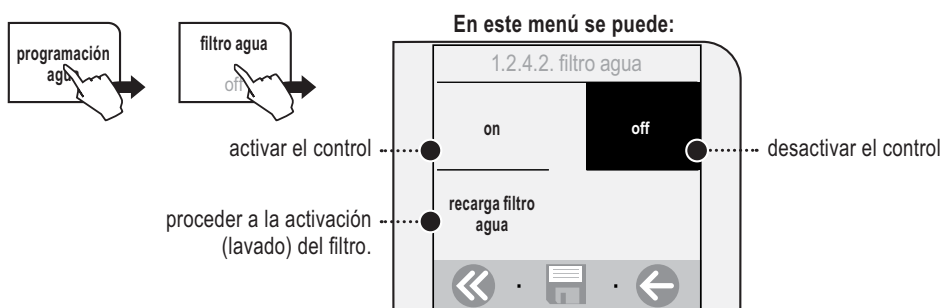 En este menú se puede:
programación
agua
filtro agua
off
1.2.4.2. filtro agua
on
off
activar el control
desactivar el control
recarga filtro
agua
proceder a la activación
(lavado) del filtro.